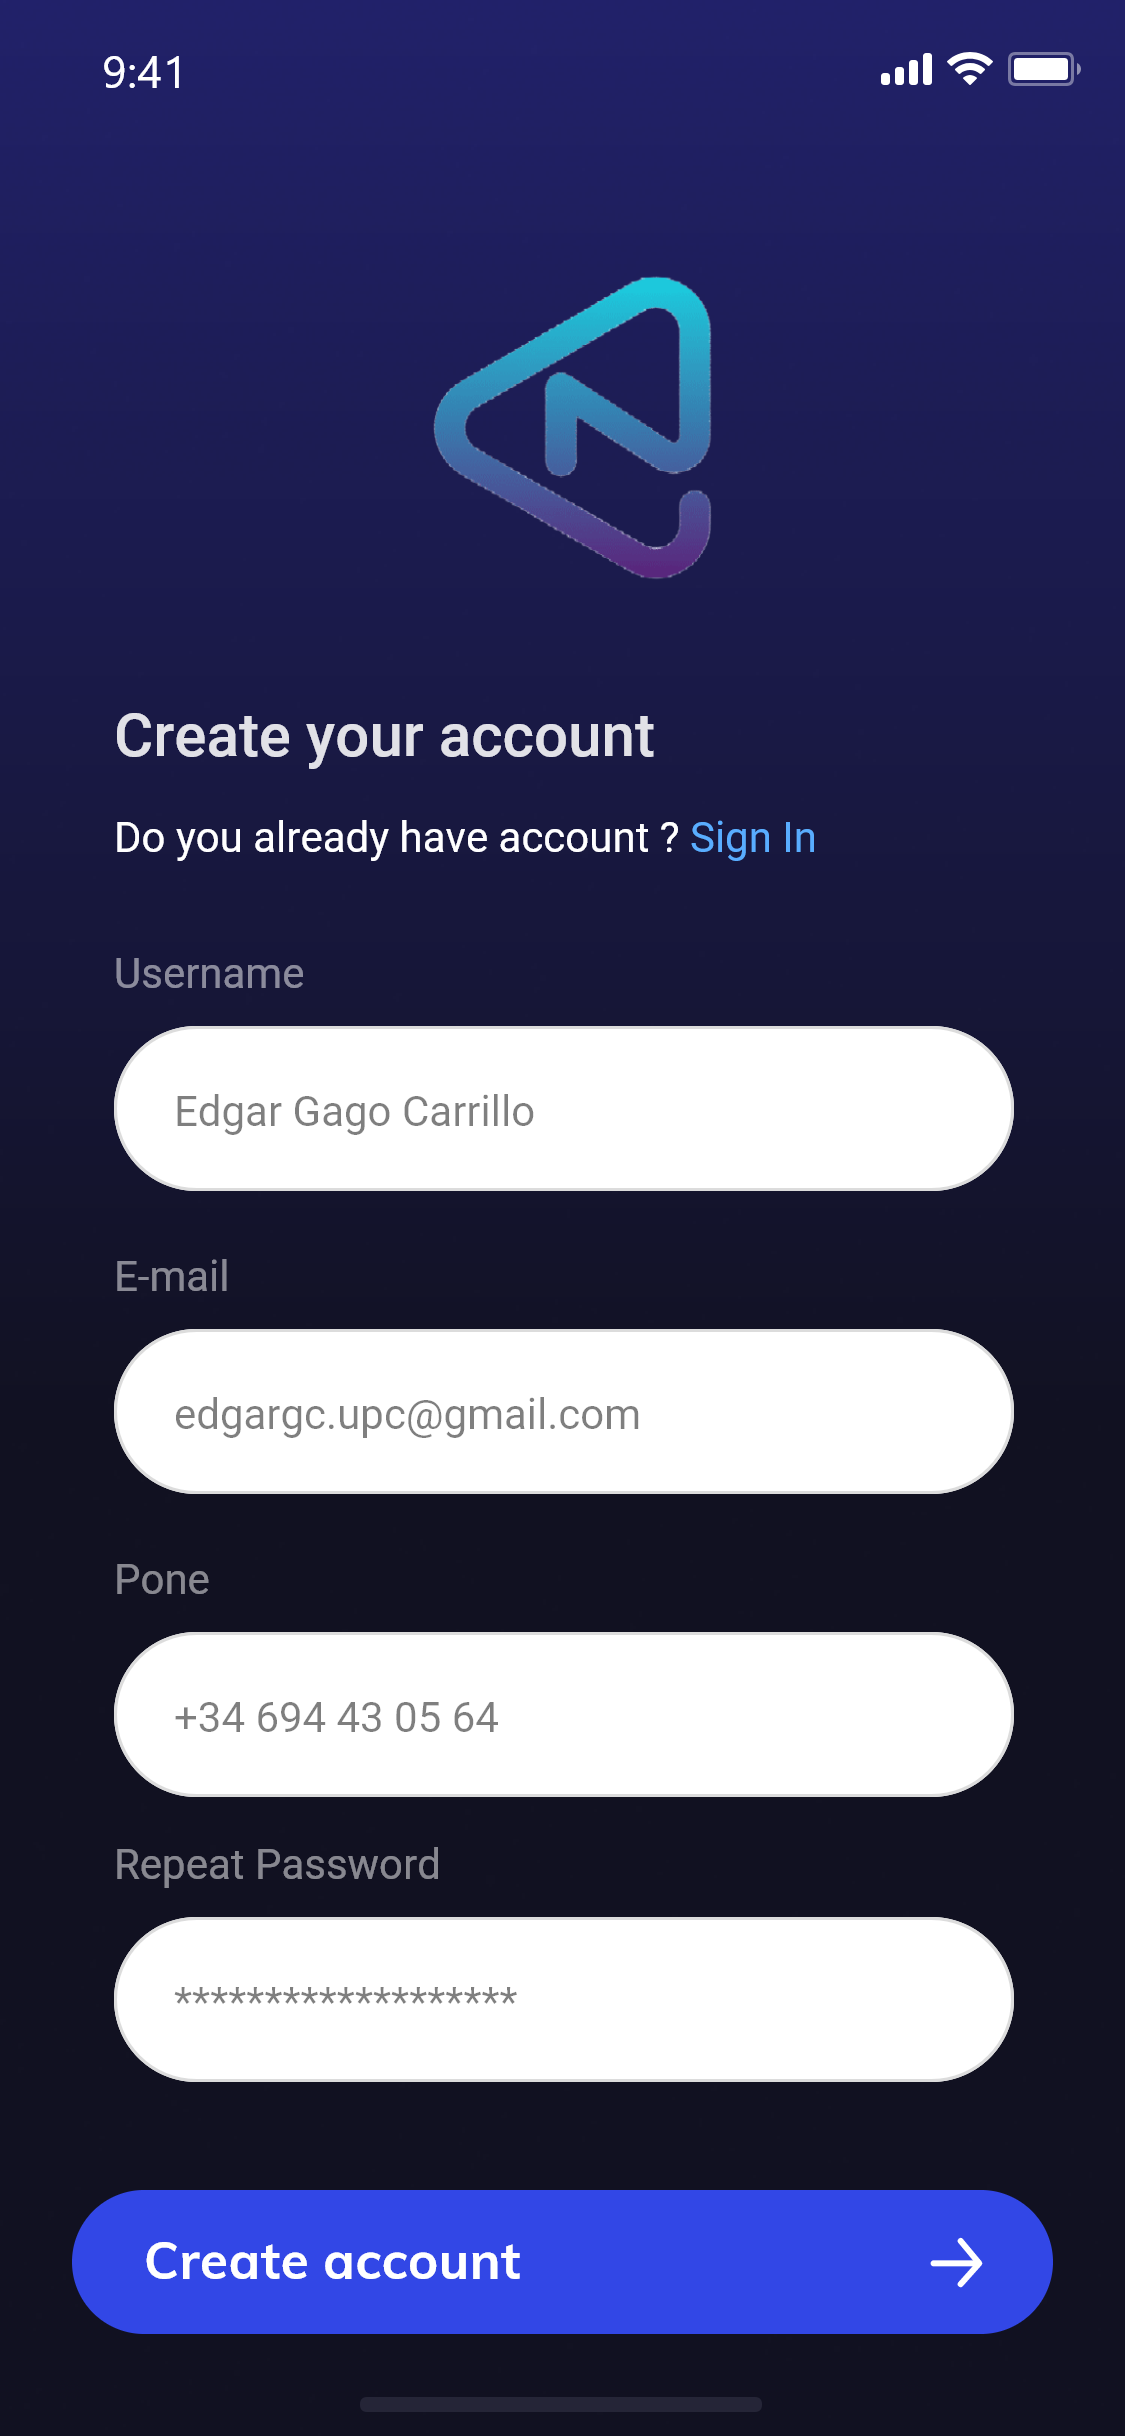 9:41
Create your account
Do you already have account ? Sign In
Username
Edgar Gago Carrillo
E-mail
edgargc.upc@gmail.com
Pone
+34 694 43 05 64
Repeat Password
*******************
Create account